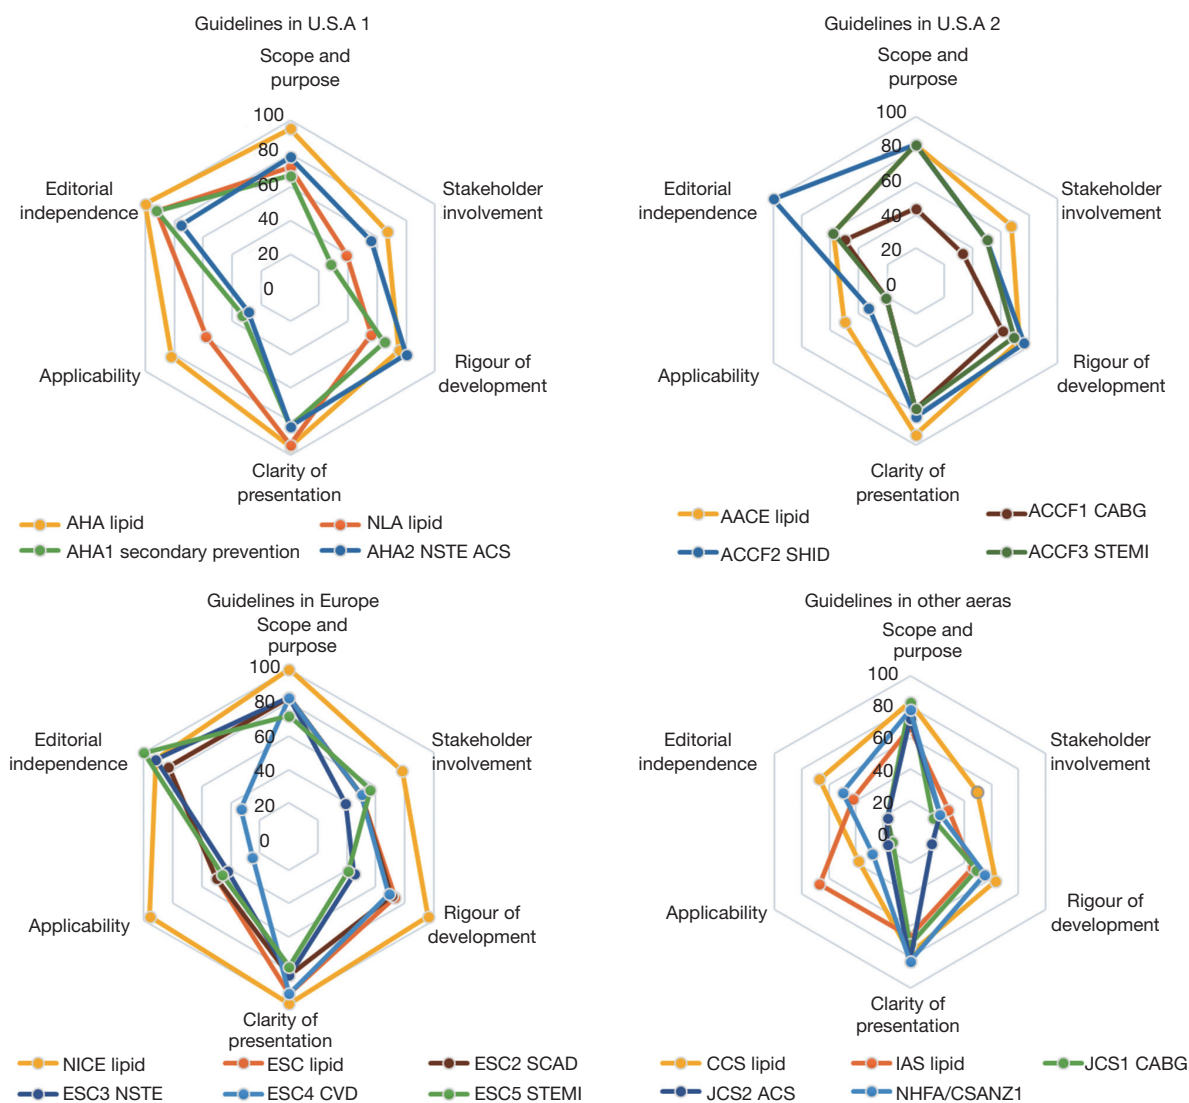 Guidelines in U.S.A 1
Scope and
purpose
100
80
60
40
20
0
Editorial
independence
Stakeholder
involvement
Applicability
Rigour of
development
Clarity of
presentation
AHA lipid
NLA lipid
AHA1 secondary prevention
AHA2 NSTE ACS
Guidelines in U.S.A 2
Scope and
purpose
100
80
60
40
20
0
Editorial
independence
Stakeholder
involvement
Applicability
Rigour of
development
Clarity of
presentation
AACE lipid
ACCF1 CABG
ACCF2 SHID
ACCF3 STEMI
Guidelines in Europe
Scope and
purpose
100
80
60
40
20
0
Editorial
independence
Stakeholder
involvement
Applicability
Rigour of
development
Clarity of
presentation
NICE lipid
ESC lipid
ESC2 SCAD
ESC3 NSTE
ESC4 CVD
ESC5 STEMI
Guidelines in other aeras
Scope and
purpose
100
80
60
40
20
0
Editorial
independence
Stakeholder
involvement
Applicability
Rigour of
development
Clarity of
presentation
CCS lipid
IAS lipid
JCS1 CABG
JCS2 ACS
NHFA/CSANZ1